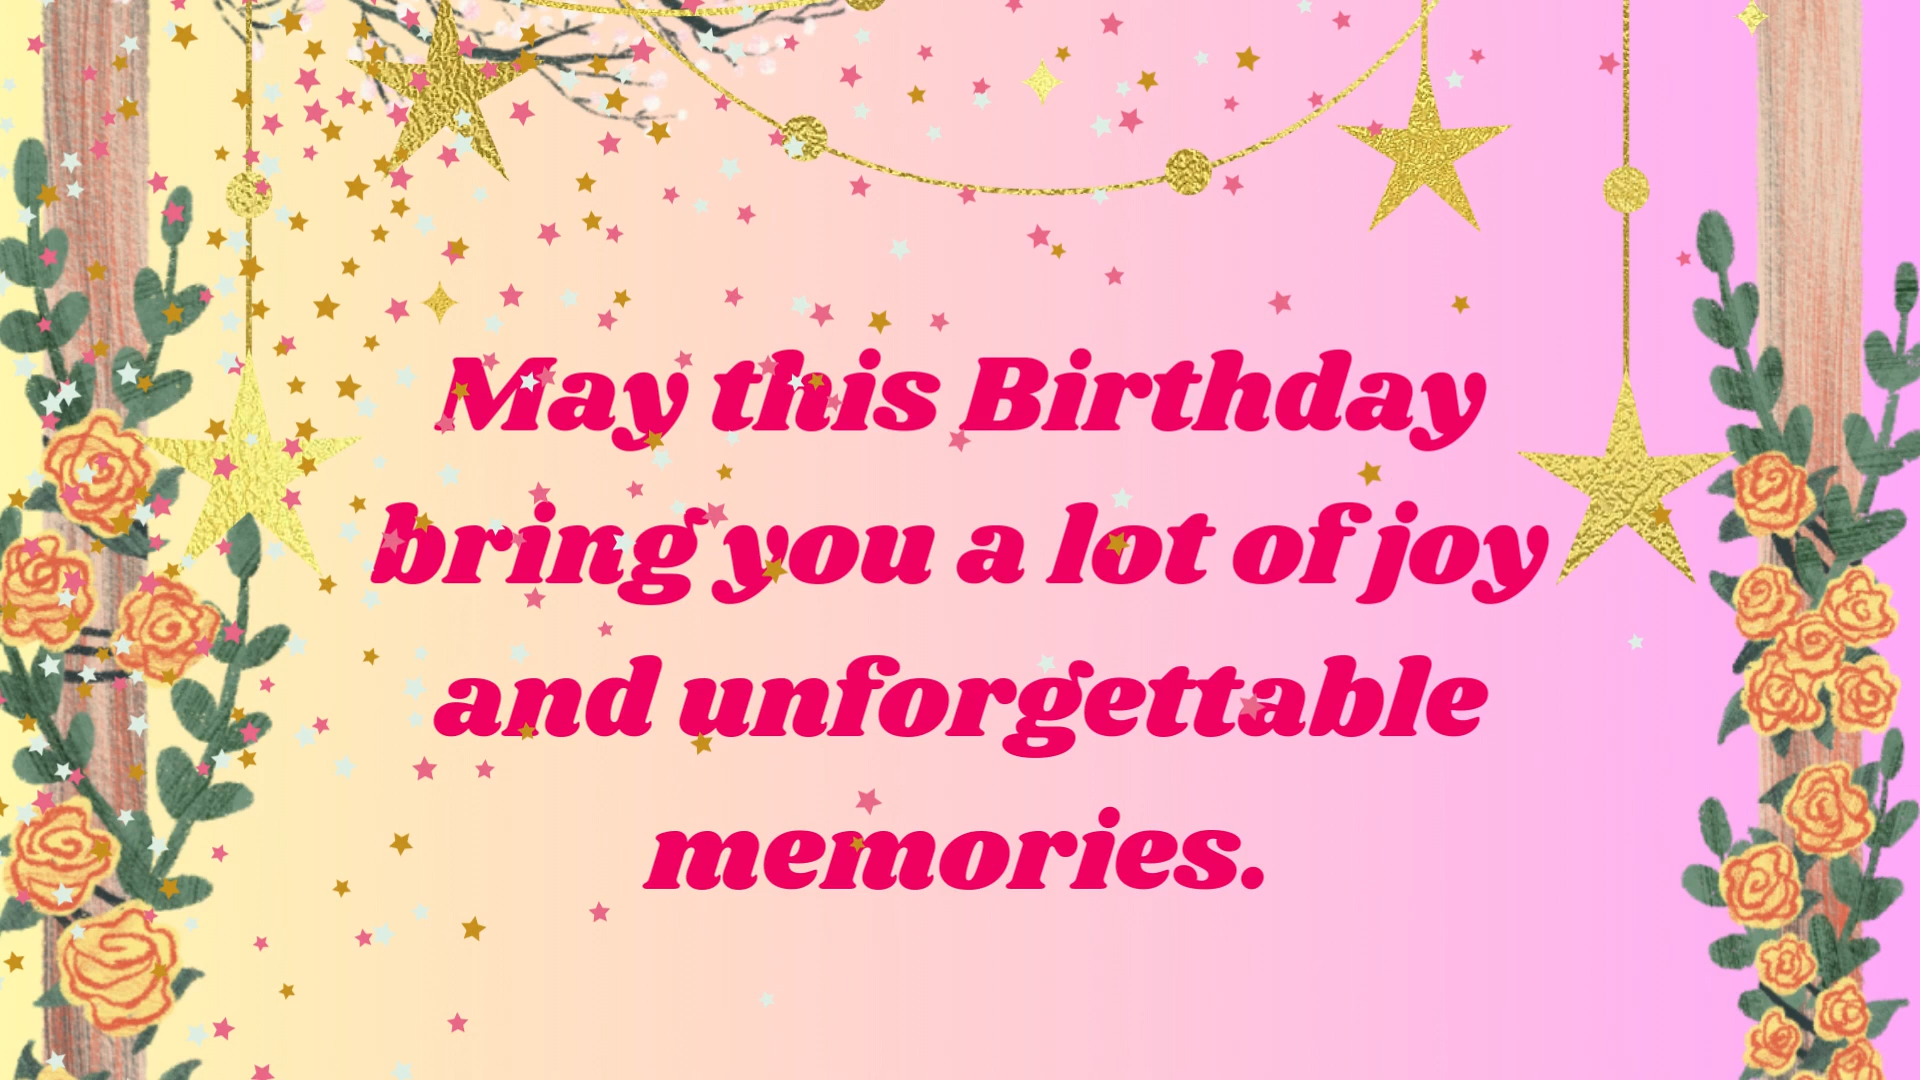 May this Birthday
bring you a lot of joy
and unforgettable
memories.